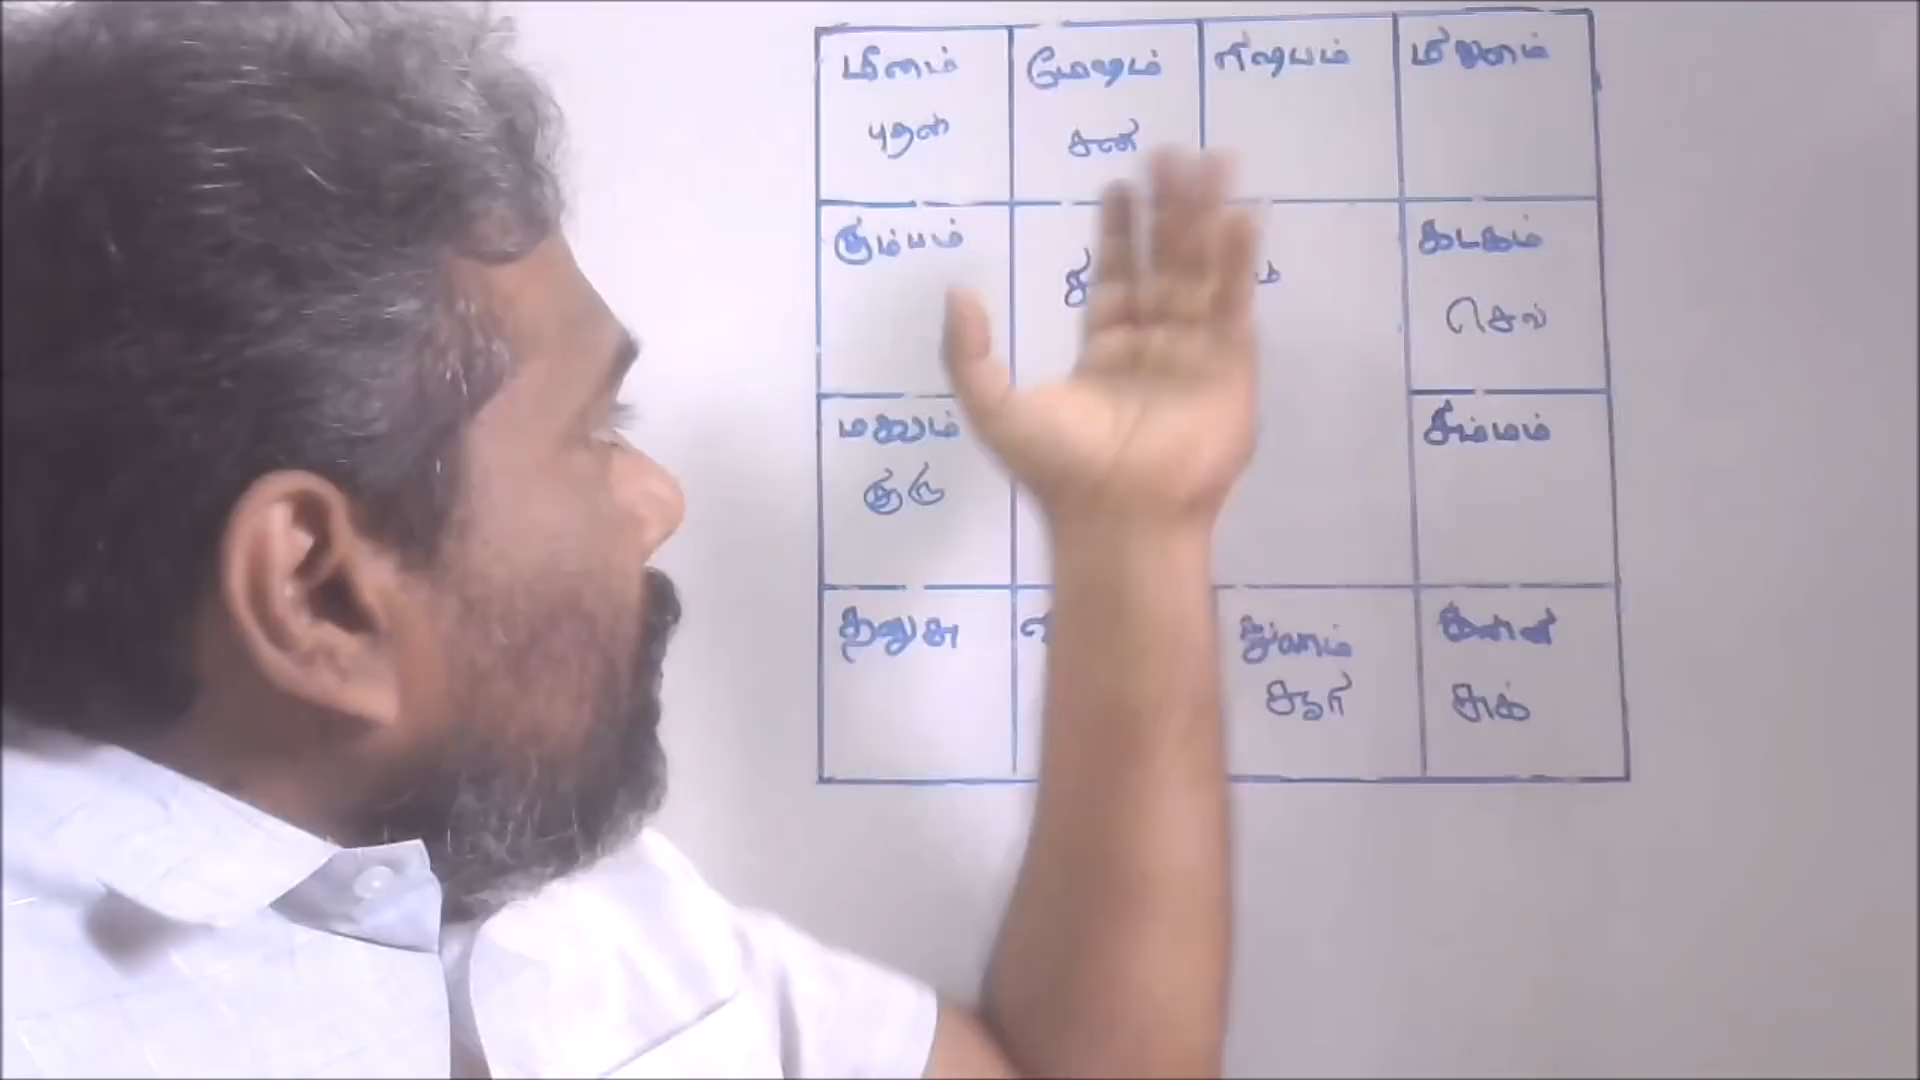 மீனம்
புதன்
மேஷம்
சனி
ரிஷபம்
மிதுனம்
கும்பம்
கடகம்
செவ்
மகரம்
குரு
சிம்மம்
தனுசு
துலாம்
சூரி
கன்னி
சுக்